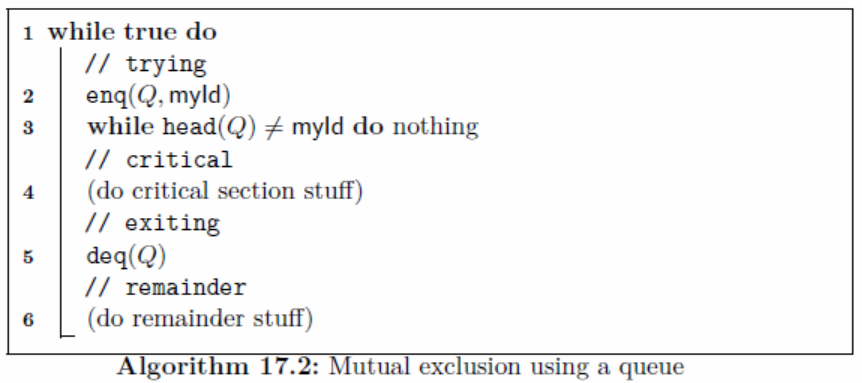 1 while true do
// trying
2 enq(Q, myId)
3 while head(Q) ≠ myId do nothing
// critical
4 (do critical section stuff)
// exiting
5 deq(Q)
// remainder
6 (do remainder stuff)
Algorithm 17.2: Mutual exclusion using a queue